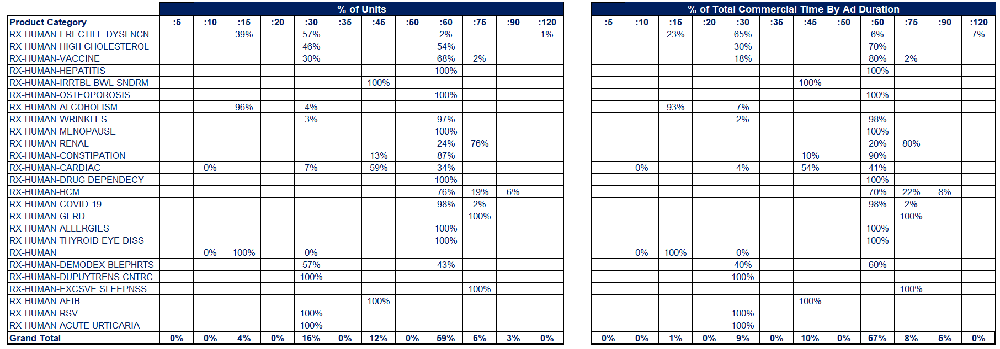 % of Units % of Total Commercial Time By Ad Duration
Product Category :5 :10 :15 :20 :30 :35 :45 :50 :60 :75 :90 :120 :5 :10 :15 :20 :30 :35 :45 :50 :60 :75 :90 :120
RX-HUMAN-ERECTILE DYSFNCN 39% 57% 2% 1% 23% 65% 6% 7%
RX-HUMAN-HIGH CHOLESTEROL 46% 54% 30% 70%
RX-HUMAN-VACCINE 30% 68% 2% 18% 80% 2%
RX-HUMAN-HEPATITIS 100% 100%
RX-HUMAN-IRRTBL BWL SNDRM 100% 100%
RX-HUMAN-OSTEOPOROSIS 100% 100%
RX-HUMAN-ALCOHOLISM 96% 4% 93% 7%
RX-HUMAN-WRINKLES 3% 97% 2% 98%
RX-HUMAN-MENOPAUSE 100% 100%
RX-HUMAN-RENAL 24% 76% 20% 80%
RX-HUMAN-CONSTIPATION 13% 87% 10% 90%
RX-HUMAN-CARDIAC 0% 7% 59% 34% 0% 4% 54% 41%
RX-HUMAN-DRUG DEPENDECY 100% 100%
RX-HUMAN-HCM 76% 19% 6% 70% 22% 8%
RX-HUMAN-COVID-19 98% 2% 98% 2%
RX-HUMAN-GERD 100% 100%
RX-HUMAN-ALLERGIES 100% 100%
RX-HUMAN-THYROID EYE DISS 100% 100%
RX-HUMAN 0% 100% 0% 0% 100% 0%
RX-HUMAN-DEMODEX BLEPHRTS 57% 43% 40% 60%
RX-HUMAN-DUPUYTRENS CNTRC 100% 100%
RX-HUMAN-EXCSVE SLEEPNSS 100% 100%
RX-HUMAN-AFIB 100% 100%
RX-HUMAN-RSV 100% 100%
RX-HUMAN-ACUTE URTICARIA 100% 100%
Grand Total 0% 0% 4% 0% 16% 0% 12% 0% 59% 6% 3% 0% 0% 0% 1% 0% 9% 0% 10% 0% 67% 8% 5% 0%